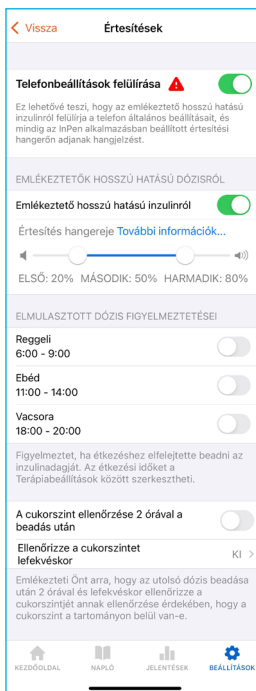 Vissza Értesítések
Telefonbeállítások felülírása
Ez lehetővé teszi, hogy az emlékeztető hosszú hatású
inzulinról felülírja a telefon általános beállításait, és
mindig az InPen alkalmazásban beállított értesítési
hangerőn adjanak hangjelzést.
EMLÉKEZTETŐK HOSSZÚ HATÁSÚ DÓZISRÓL
Emlékeztető hosszú hatású inzulinról
Értesítés hangereje További információk...
ELSŐ: 20% MÁSODIK: 50% HARMADIK: 80%
ELMULASZTOTT DÓZIS FIGYELMEZTETÉSEI
Reggeli
6:00 - 9:00
Ebéd
11:00 - 14:00
Vacsora
18:00 - 20:00
Figyelmeztet, ha étkezéshez elfelejtette beadni az
inzulinadagját. Az étkezési időket a
Terápiabeállítások között szerkesztheti.
A cukorszint ellenőrzése 2 órával a
beadás után
Ellenőrizze a cukorszintet
lefekvéskor
KI
Emlékezteti Önt arra, hogy az utolsó dózis beadása
után 2 órával és lefekvéskor ellenőrizze a
cukorszintjét annak ellenőrzése érdekében, hogy a
cukorszint a tartományon belül van-e.
KEZDŐOLDAL NAPLÓ JELENTÉSEK BEÁLLÍTÁSOK